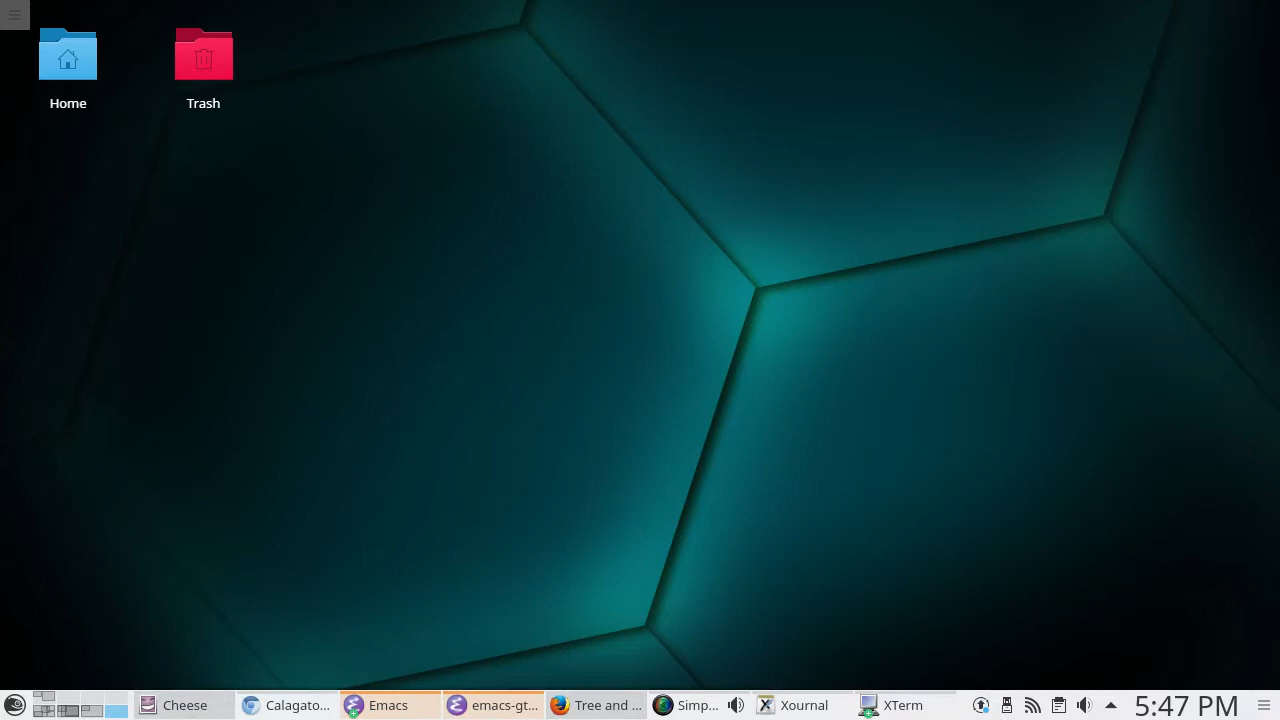 Home
Trash
Cheese
Calagato...
Emacs
emacs-gt...
Tree and ...
Simp...
Xournal
XTerm
5:47 PM